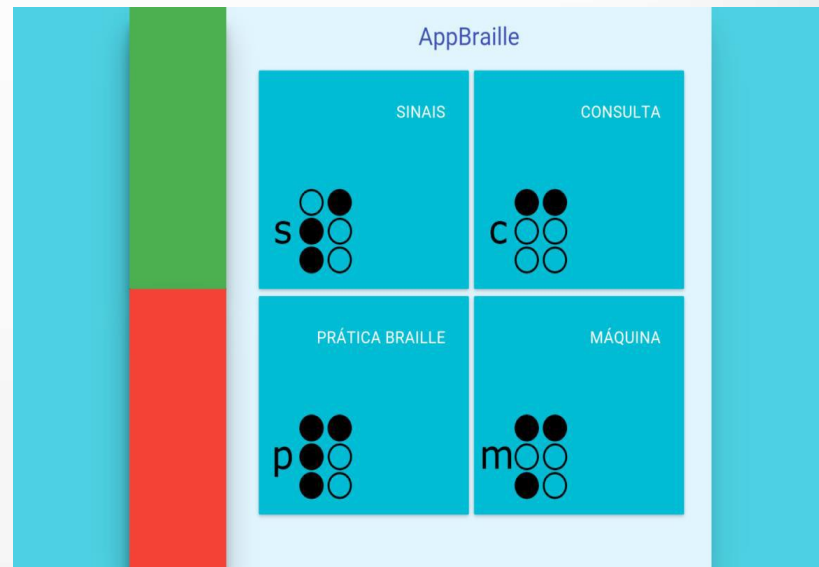 AppBraille
SINAIS
s
CONSULTA
c
PRÁTICA BRAILLE
p
MÁQUINA
m